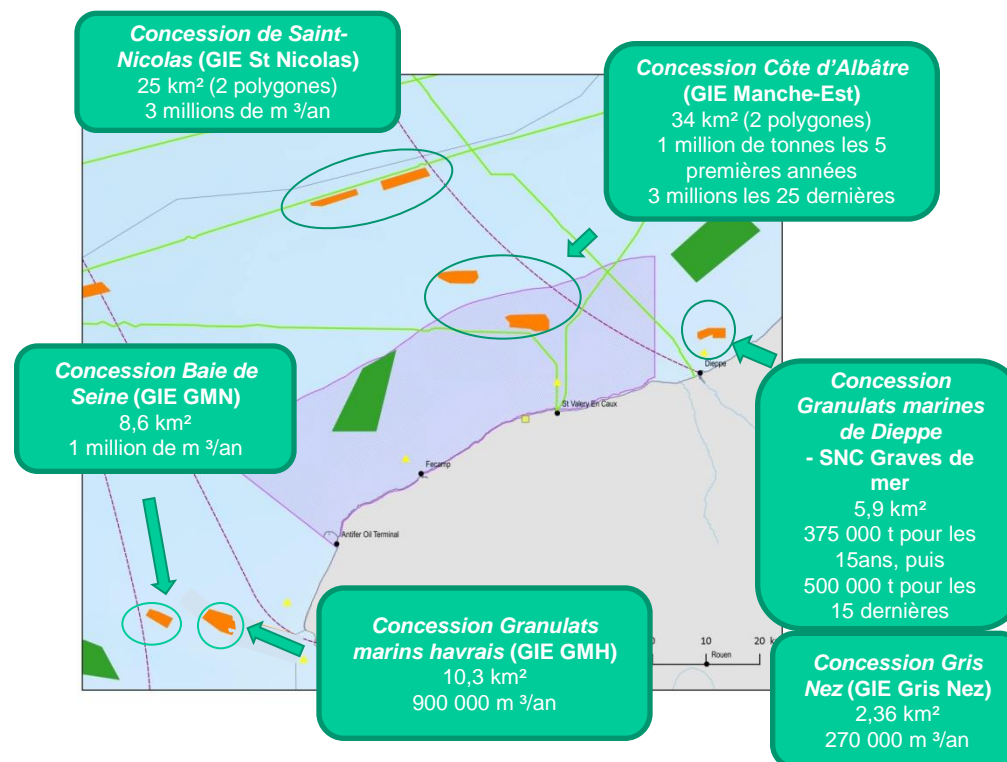 Concession de Saint-
Nicolas (GIE St Nicolas)
25 km² (2 polygones)
3 millions de m ³/an
Concession Côte d'Albâtre
(GIE Manche-Est)
34 km² (2 polygones)
1 million de tonnes les 5
premières années
3 millions les 25 dernières
Concession Baie de
Seine (GIE GMN)
8,6 km²
1 million de m ³/an
Dieppe
St Valery En Caux
Fecamp
Antifer Oil Terminal
Concession
Granulats marines
de Dieppe
- SNC Graves de
mer
5,9 km²
375 000 t pour les
15ans, puis
500 000 t pour les
15 dernières
Concession Granulats
marins havrais (GIE GMH)
10,3 km²
900 000 m ³/an
10 20
Rouen
Concession Gris
Nez (GIE Gris Nez)
2,36 km²
270 000 m ³/an